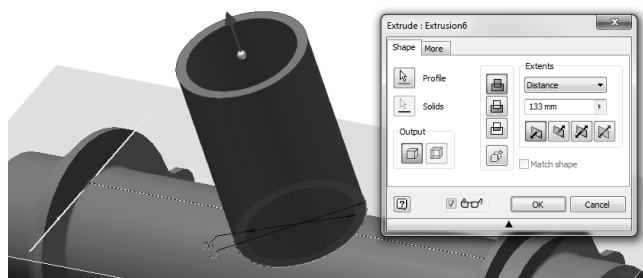 Extrude : Extrusion6
Shape
More
Profile
Solids
Output
Extents
Distance
133 mm
Match shape
OK
Cancel